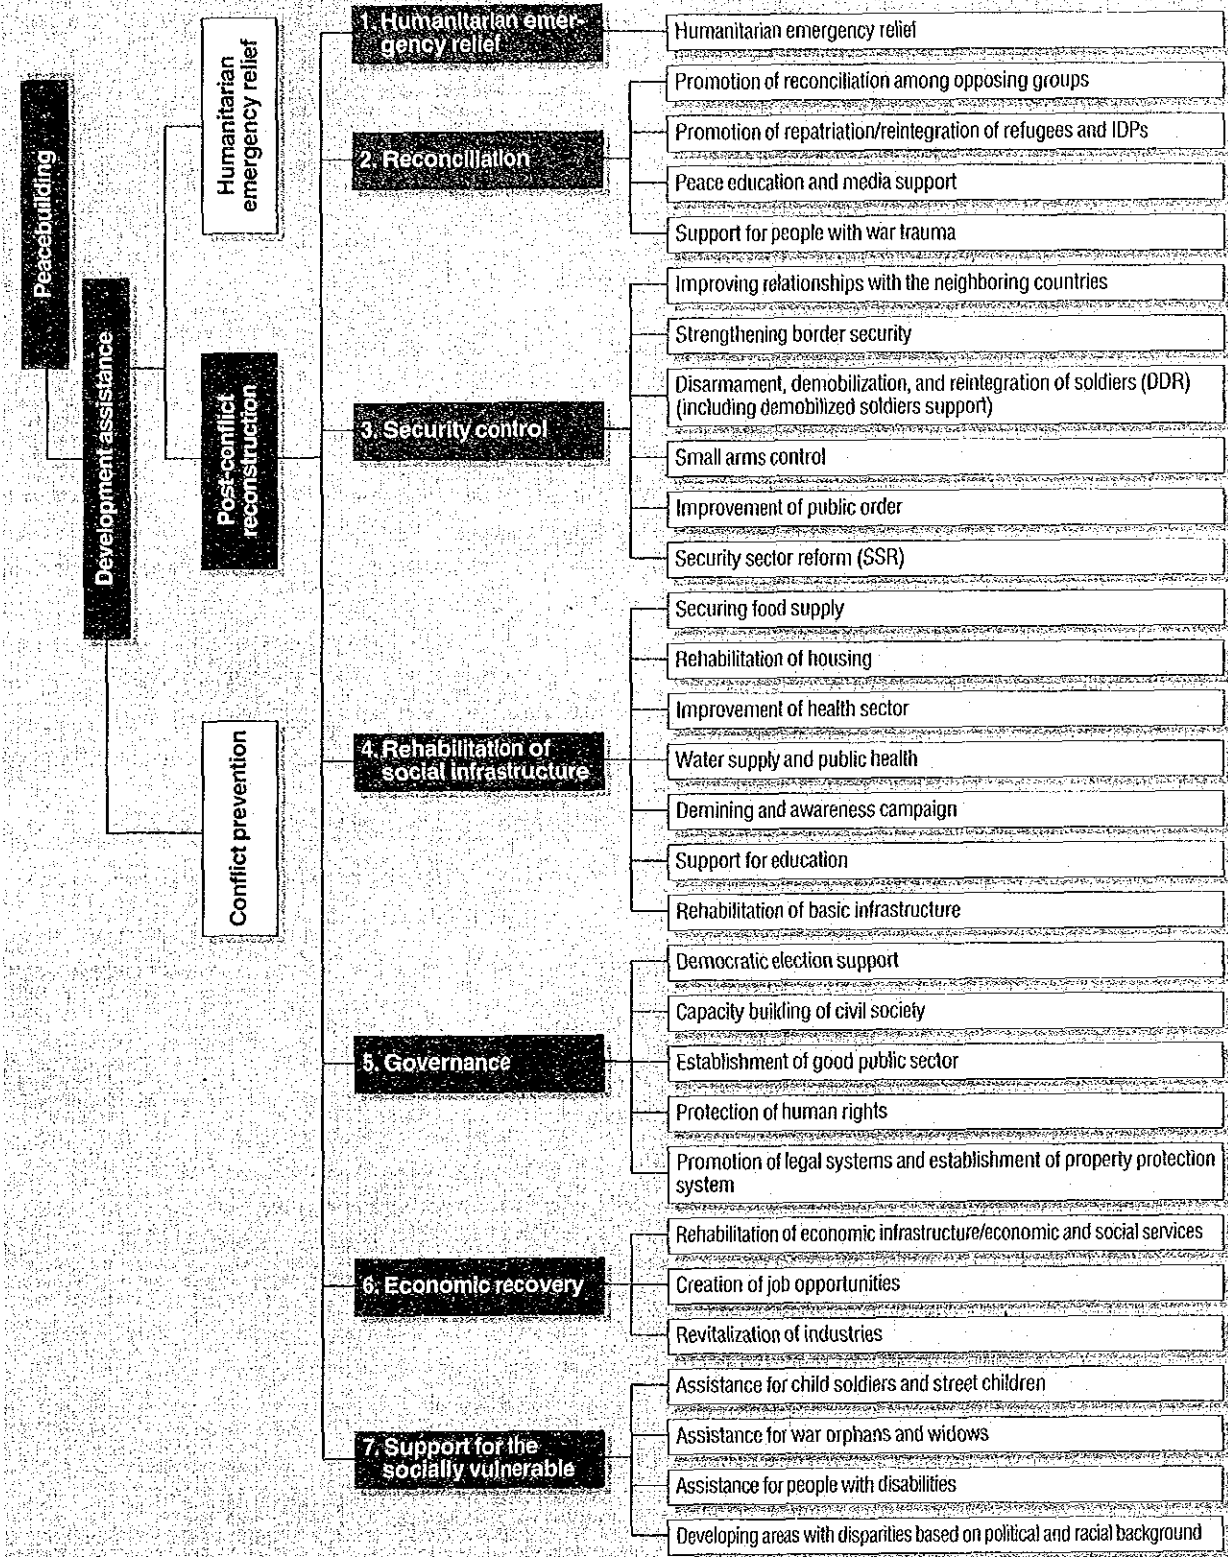 Peacebuilding
Development assistance
Humanitarian
emergency relief
Post-conflict
reconstruction
Conflict prevention
1. Humanitarian emer-
gency relief
Humanitarian emergency relief
2. Reconciliation
Promotion of reconciliation among opposing groups
Promotion of repatriation/reintegration of refugees and IDPs
Peace education and media support
Support for people with war trauma
3. Security control
Improving relationships with the neighboring countries
Strengthening border security
Disarmament, demobilization, and reintegration of soldiers (DDR)
(including demobilized soldiers support)
Small arms control
Improvement of public order
Security sector reform (SSR)
4. Rehabilitation of
social infrastructure
Securing food supply
Rehabilitation of housing
Improvement of health sector
Water supply and public health
Demining and awareness campaign
Support for education
Rehabilitation of basic infrastructure
5. Governance
Democratic election support
Capacity building of civil society
Establishment of good public sector
Protection of human rights
Promotion of legal systems and establishment of property protection
system
6. Economic recovery
Rehabilitation of economic infrastructure/economic and social services
Creation of job opportunities
Revitalization of industries
7. Support for the
socially vulnerable
Assistance for child soldiers and street children
Assistance for war orphans and widows
Assistance for people with disabilities
Developing areas with disparities based on political and racial background